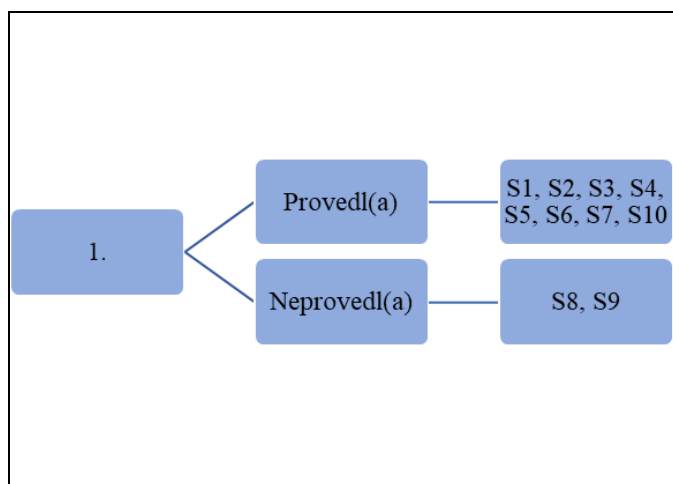 1.
Provedl(a)
S1, S2, S3, S4,
S5, S6, S7, S10
Neprovedl(a)
S8, S9